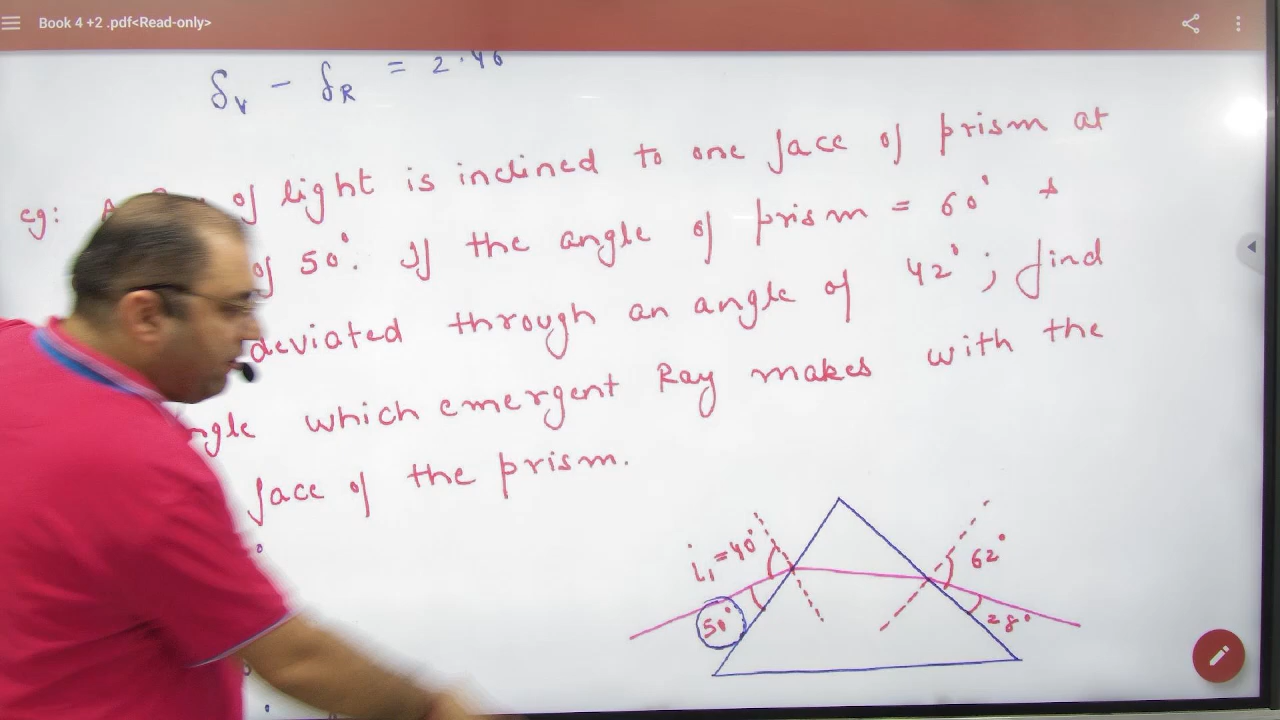 Book 4 +2 .pdf<Read-only>
δv - δR = 2.46
eg: A of light is inclined to one face of prism at
of 50°. If the angle of prism = 60° &
deviated through an angle of 42° ; find
which emergent Ray makes with the
face of the prism.
i₁=40°
62°
50°
28°